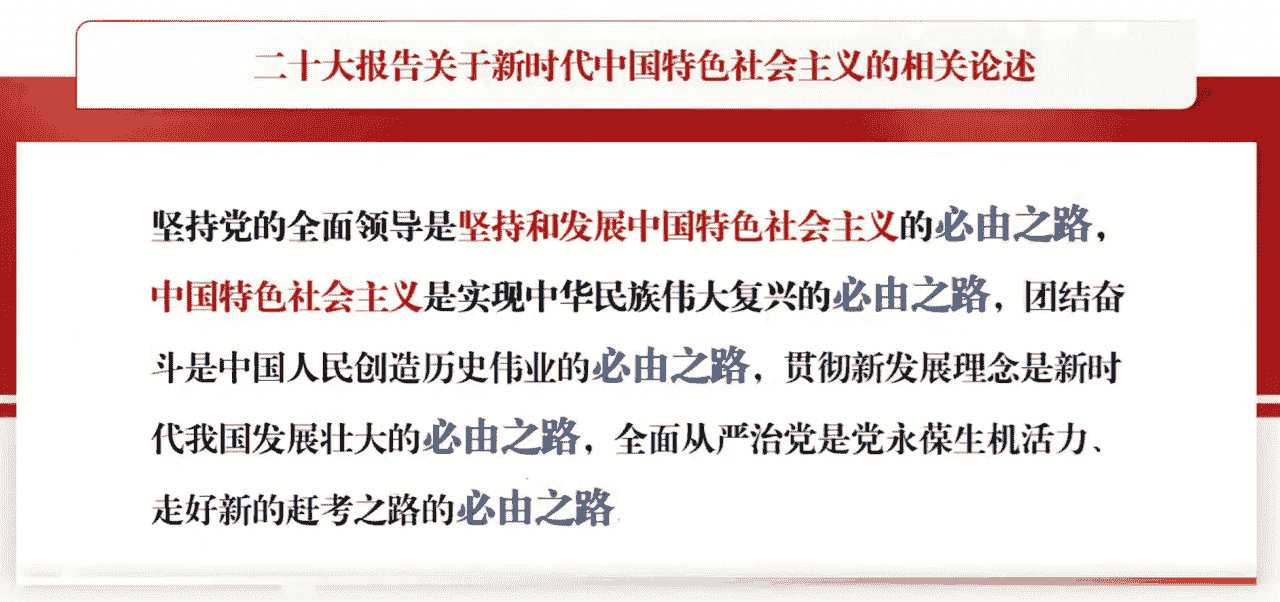 二十大报告关于新时代中国特色社会主义的相关论述
坚持党的全面领导是坚持和发展中国特色社会主义的必由之路，
中国特色社会主义是实现中华民族伟大复兴的必由之路，团结奋
斗是中国人民创造历史伟业的必由之路，贯彻新发展理念是新时
代我国发展壮大的必由之路，全面从严治党是党永葆生机活力、
走好新的赶考之路的必由之路